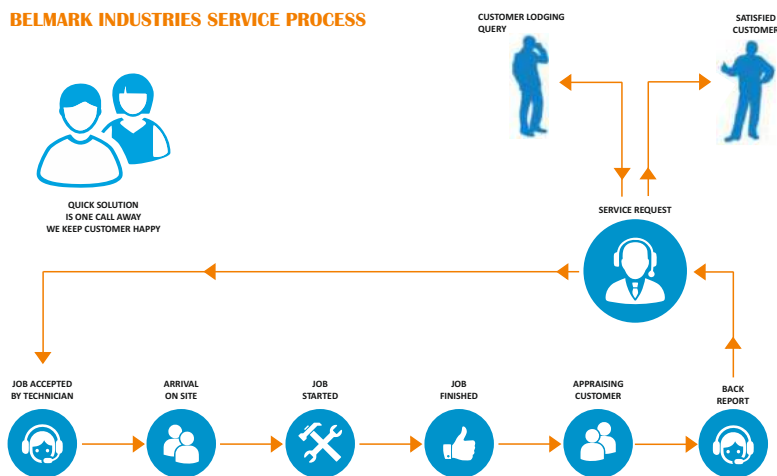 BELMARK INDUSTRIES SERVICE PROCESS
CUSTOMER LODGING
QUERY
SATISFIED
CUSTOMER
QUICK SOLUTION
IS ONE CALL AWAY
WE KEEP CUSTOMER HAPPY
SERVICE REQUEST
JOB ACCEPTED
BY TECHNICIAN
ARRIVAL
ON SITE
JOB
STARTED
JOB
FINISHED
APPRAISING
CUSTOMER
BACK
REPORT